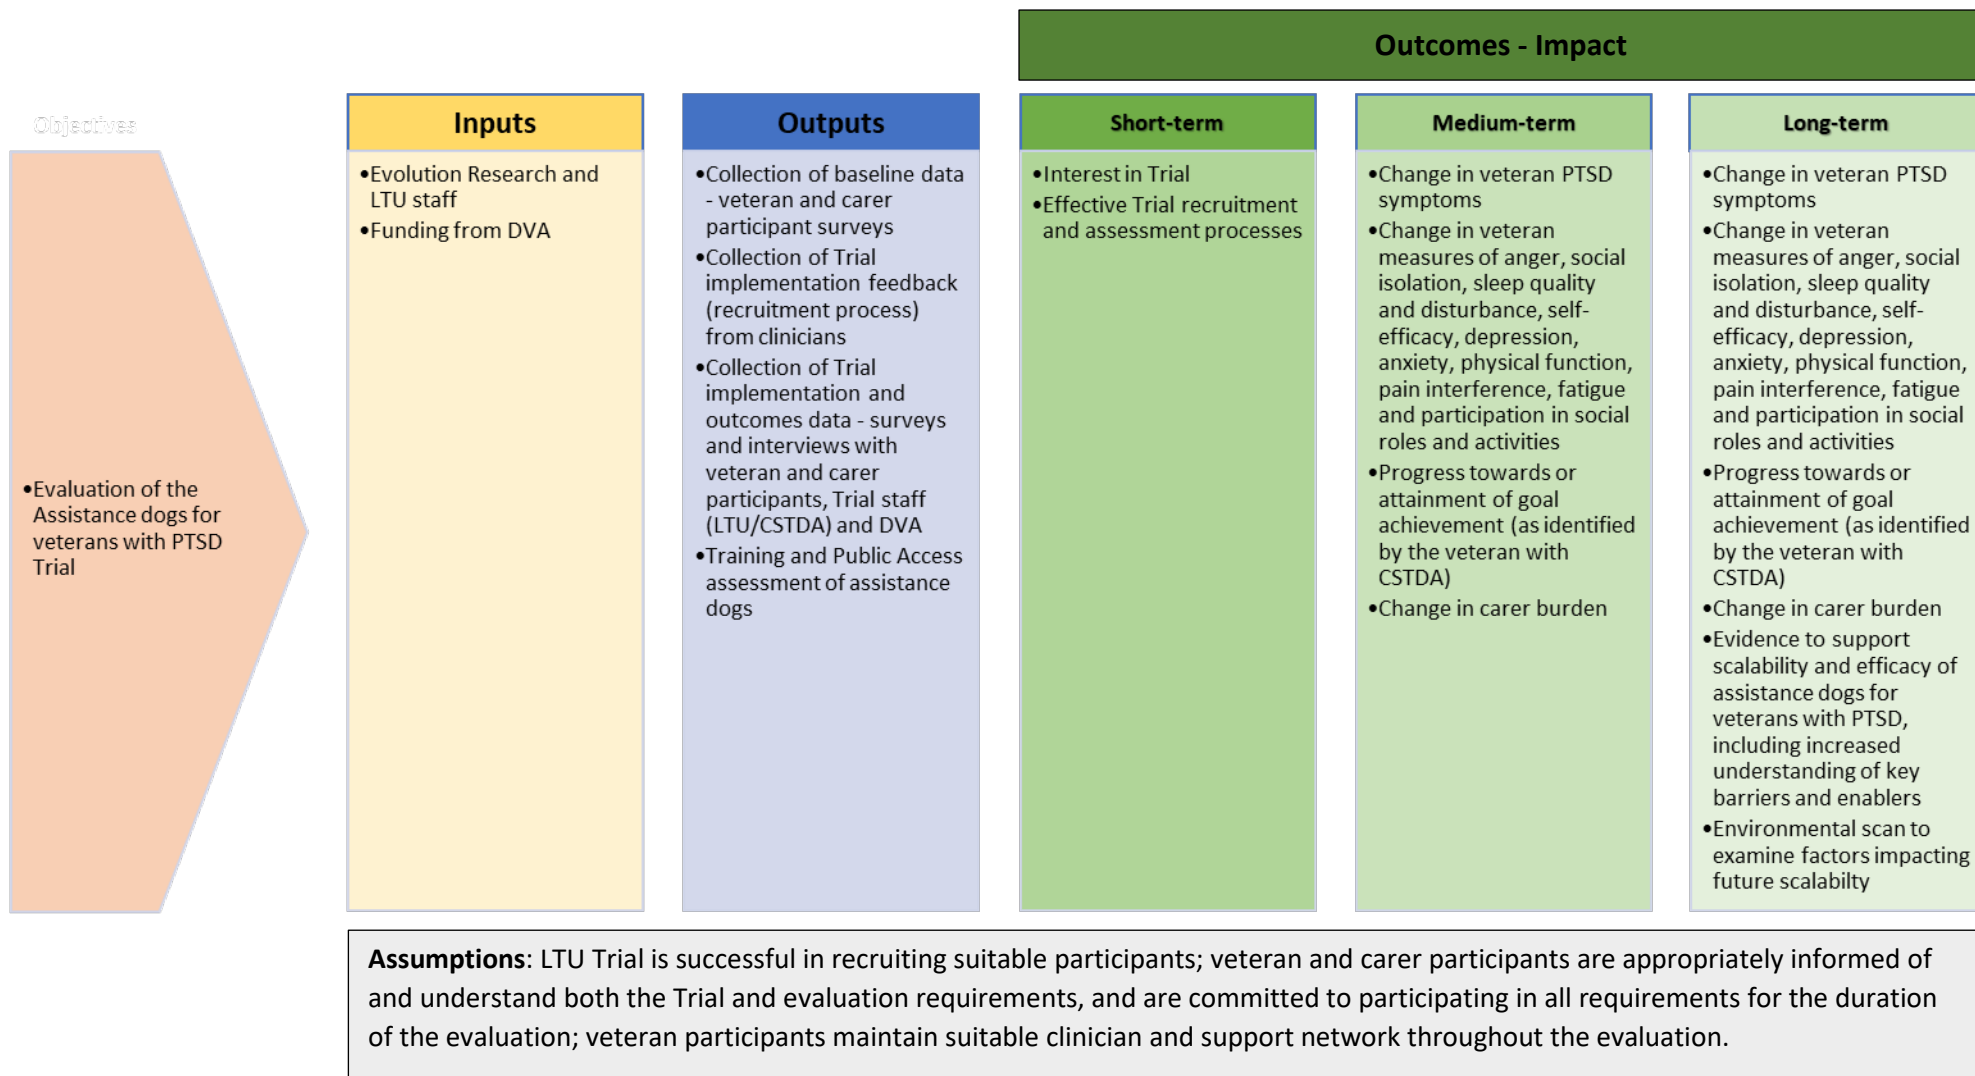 Outcomes - Impact
Objectives
•Evaluation of the
Assistance dogs for
veterans with PTSD
Trial
Inputs
•Evolution Research and
LTU staff
•Funding from DVA
Outputs
•Collection of baseline data
- veteran and carer
participant surveys
•Collection of Trial
implementation feedback
(recruitment process)
from clinicians
•Collection of Trial
implementation and
outcomes data - surveys
and interviews with
veteran and carer
participants, Trial staff
(LTU/CSTDA) and DVA
•Training and Public Access
assessment of assistance
dogs
Short-term
•Interest in Trial
•Effective Trial recruitment
and assessment processes
Medium-term
•Change in veteran PTSD
symptoms
•Change in veteran
measures of anger, social
isolation, sleep quality
and disturbance, self-
efficacy, depression,
anxiety, physical function,
pain interference, fatigue
and participation in social
roles and activities
•Progress towards or
attainment of goal
achievement (as identified
by the veteran with
CSTDA)
•Change in carer burden
Long-term
•Change in veteran PTSD
symptoms
•Change in veteran
measures of anger, social
isolation, sleep quality
and disturbance, self-
efficacy, depression,
anxiety, physical function,
pain interference, fatigue
and participation in social
roles and activities
•Progress towards or
attainment of goal
achievement (as identified
by the veteran with
CSTDA)
•Change in carer burden
•Evidence to support
scalability and efficacy of
assistance dogs for
veterans with PTSD,
including increased
understanding of key
barriers and enablers
•Environmental scan to
examine factors impacting
future scalabilty
Assumptions: LTU Trial is successful in recruiting suitable participants; veteran and carer participants are appropriately informed of
and understand both the Trial and evaluation requirements, and are committed to participating in all requirements for the duration
of the evaluation; veteran participants maintain suitable clinician and support network throughout the evaluation.